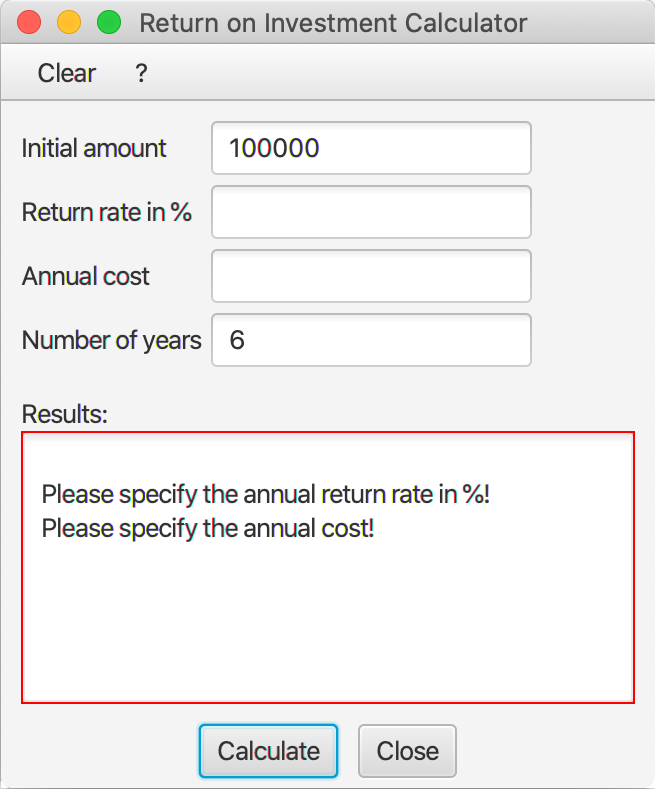 Return on Investment Calculator
Clear ?
Initial amount 100000
Return rate in %
Annual cost
Number of years 6
Results:
Please specify the annual return rate in %!
Please specify the annual cost!
Calculate Close